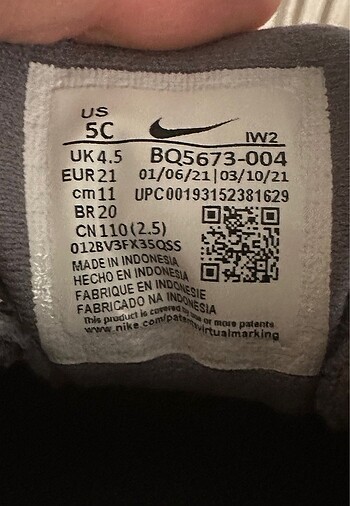 US
5C
IW2
UK 4.5 BQ5673-004
EUR 21 01/06/21|03/10/21
cm 11 UPC00193152381629
BR 20
CN 110 (2.5)
012BV3FX35QSS
MADE IN INDONESIA
HECHO EN INDONESIA
FABRIQUE EN INDONESIE
FABRICADO NA INDONESIA
This product is covered by one or more patents
www.nike.com/patentsvirtualmarking